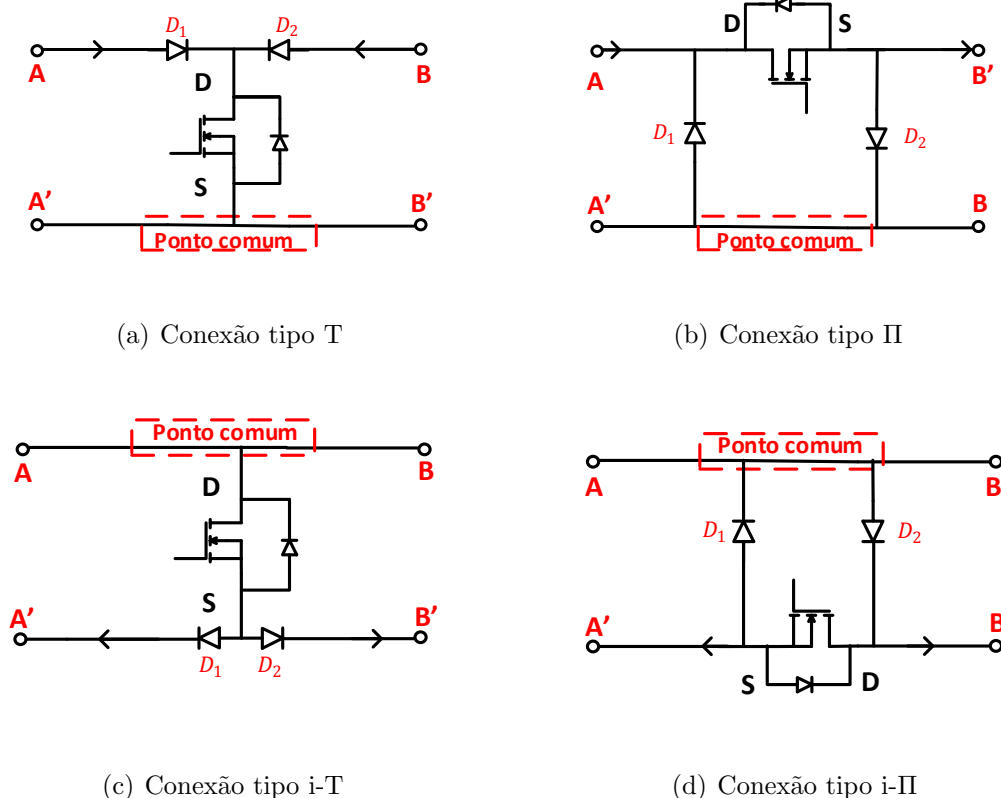 D1 D2
A D B
A' S B'
Ponto comum
D S
A B'
D1 D2
A' B
Ponto comum
(a) Conexão tipo T
(b) Conexão tipo Π
Ponto comum
A D B
A' S B'
D1 D2
Ponto comum
A B
D1 D2
A' B
S D
(c) Conexão tipo i-T
(d) Conexão tipo i-Π